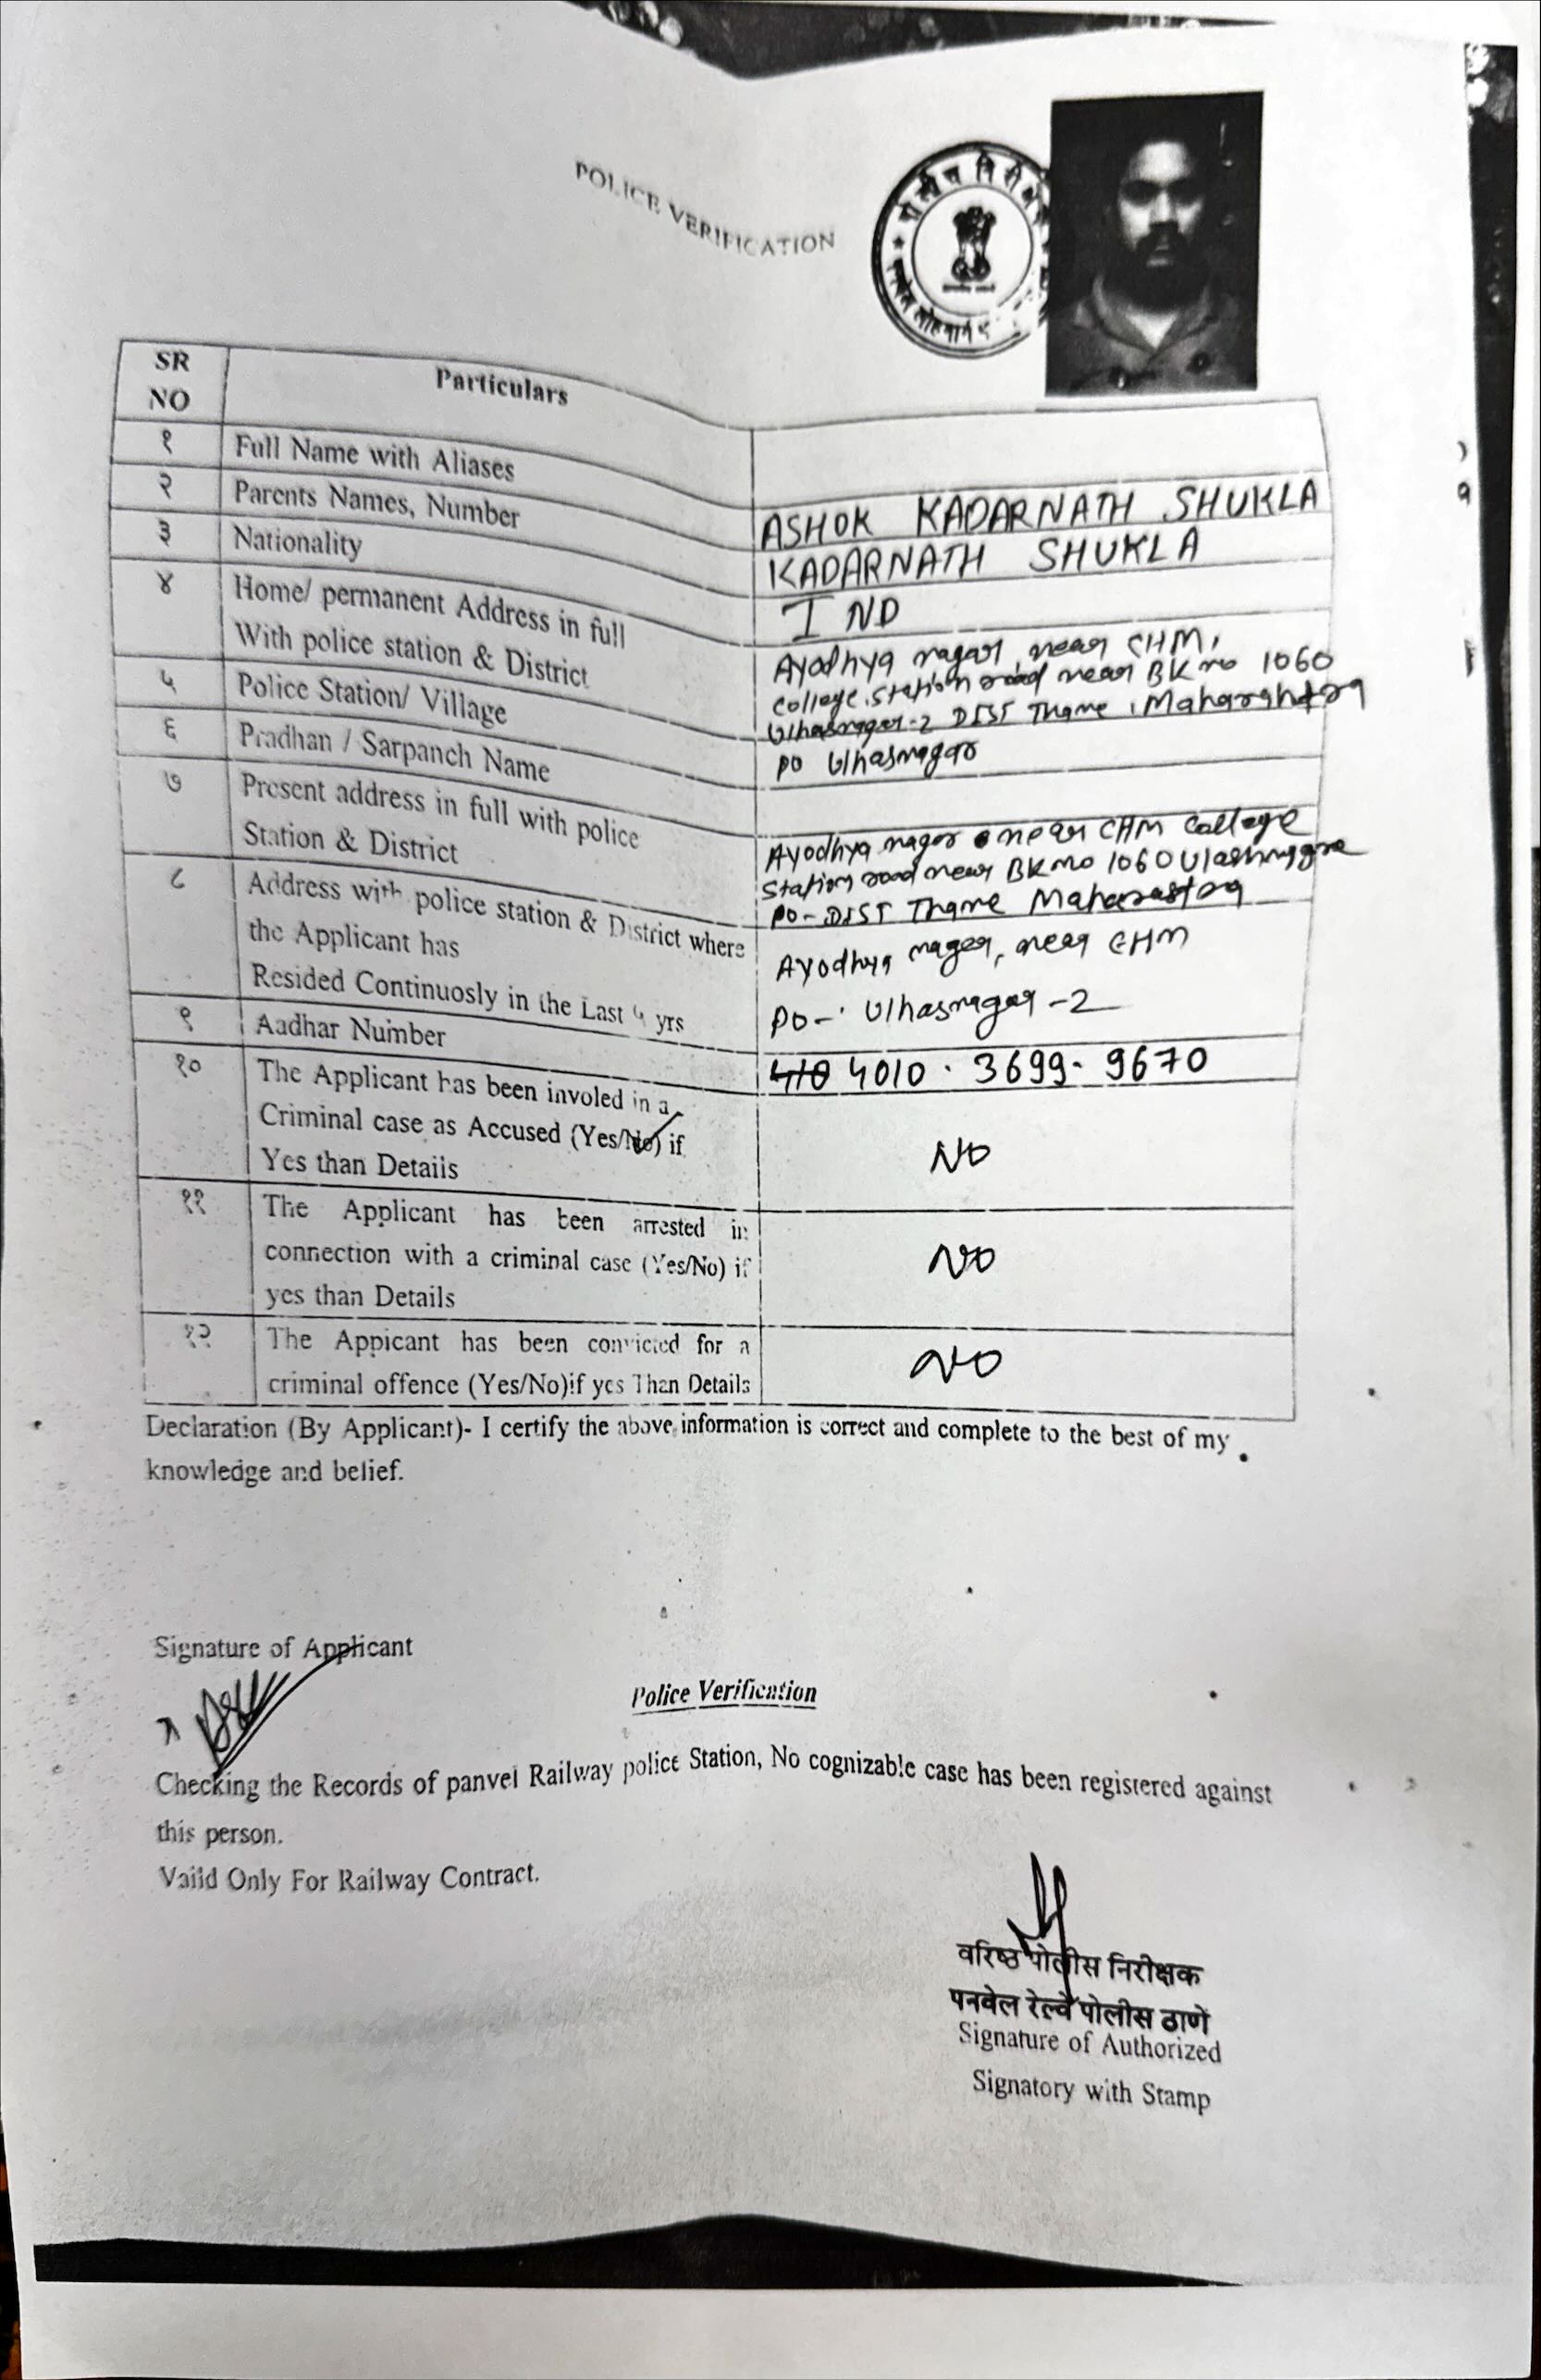 POLICE VERIFICATION
SR
NO
Particulars
१ Full Name with Aliases ASHOK KADARNATH SHUKLA
२ Parents Names, Number KADARNATH SHUKLA
३ Nationality IND
४ Home/ permanent Address in full
With police station & District
Ayodhya nagar near CHM,
college station road near BK no 1060
Ulhasnagar-2 DIST Thane, Maharashtra
५ Police Station/ Village PO Ulhasnagar
६ Pradhan / Sarpanch Name
७ Present address in full with police
Station & District
Ayodhya nagar near CHM College
Station road near BK no 1060
PO- DIST Thane Maharastra
८ Address with police station & District where
the Applicant has
Resided Continuosly in the Last ५ yrs
Ayodhya nager, near CHM
PO- Ulhasnagar -2
९ Aadhar Number 410 4010 . 3699 - 9670
१० The Applicant has been involed in a
Criminal case as Accused (Yes/No) if
Yes than Details
NO
११ The Applicant has been arrested in
connection with a criminal case (Yes/No) if
yes than Details
NO
१२ The Appicant has been convicted for a
criminal offence (Yes/No)if yes Than Details
NO
Declaration (By Applicant)- I certify the above information is correct and complete to the best of my
knowledge and belief.
Signature of Applicant
Police Verification
Checking the Records of panvel Railway police Station, No cognizable case has been registered against
this person.
Vaild Only For Railway Contract.
वरिष्ठ पोलीस निरीक्षक
पनवेल रेल्वे पोलीस ठाणे
Signature of Authorized
Signatory with Stamp